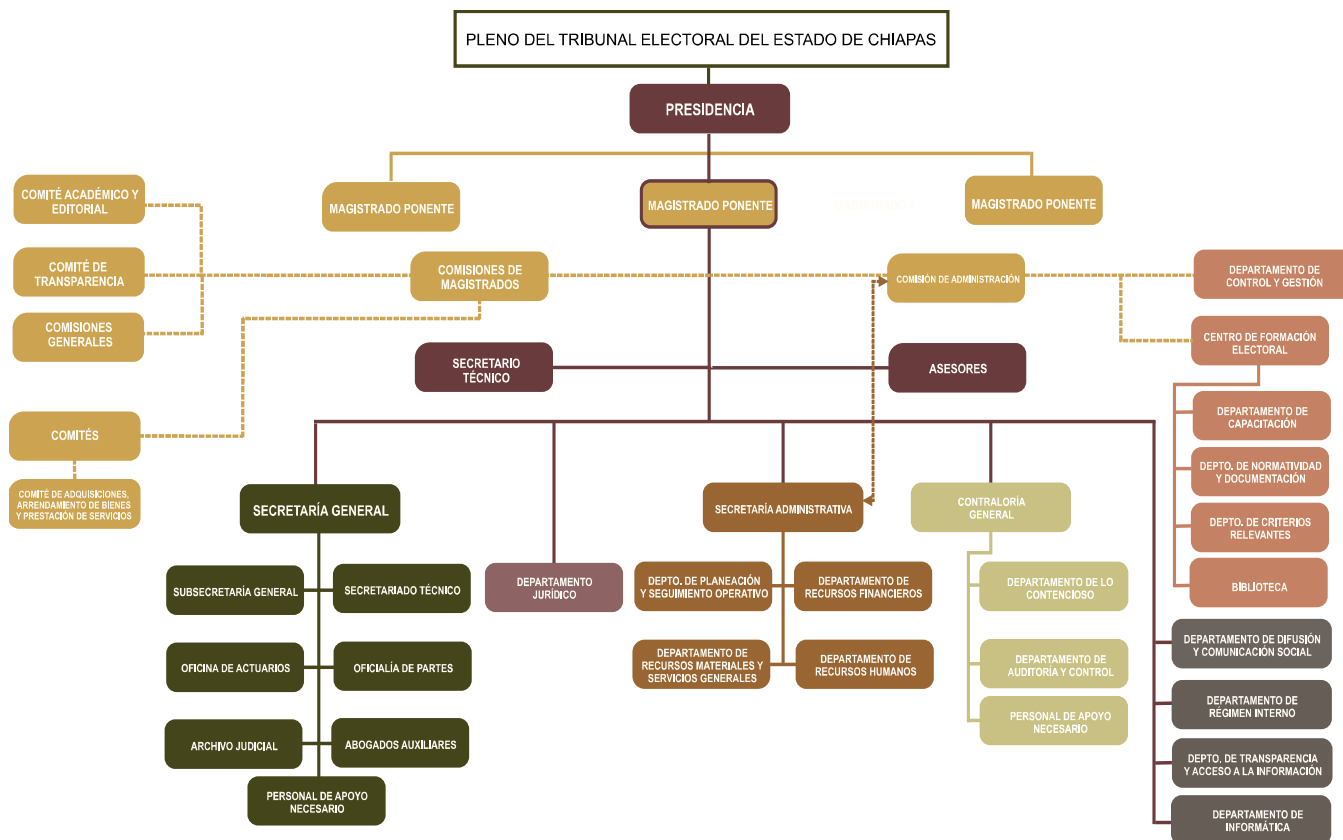 PLENO DEL TRIBUNAL ELECTORAL DEL ESTADO DE CHIAPAS
PRESIDENCIA
MAGISTRADO PONENTE
MAGISTRADO PONENTE
MAGISTRADO PONENTE
COMITÉ ACADÉMICO Y
EDITORIAL
COMITÉ DE
TRANSPARENCIA
COMISIONES
GENERALES
COMISIONES DE
MAGISTRADOS
COMISIÓN DE ADMINISTRACIÓN
DEPARTAMENTO DE
CONTROL Y GESTIÓN
CENTRO DE FORMACIÓN
ELECTORAL
SECRETARIO
TÉCNICO
ASESORES
DEPARTAMENTO DE
CAPACITACIÓN
DEPTO. DE NORMATIVIDAD
Y DOCUMENTACIÓN
DEPTO. DE CRITERIOS
RELEVANTES
BIBLIOTECA
COMITÉS
COMITÉ DE ADQUISICIONES,
ARRENDAMIENTO DE BIENES
Y PRESTACIÓN DE SERVICIOS
SECRETARÍA GENERAL
SUBSECRETARÍA GENERAL
SECRETARIADO TÉCNICO
OFICINA DE ACTUARIOS
OFICIALÍA DE PARTES
ARCHIVO JUDICIAL
ABOGADOS AUXILIARES
PERSONAL DE APOYO
NECESARIO
DEPARTAMENTO
JURÍDICO
SECRETARÍA ADMINISTRATIVA
DEPTO. DE PLANEACIÓN
Y SEGUIMIENTO OPERATIVO
DEPARTAMENTO DE
RECURSOS FINANCIEROS
DEPARTAMENTO DE
RECURSOS MATERIALES Y
SERVICIOS GENERALES
DEPARTAMENTO DE
RECURSOS HUMANOS
CONTRALORÍA
GENERAL
DEPARTAMENTO DE LO
CONTENCIOSO
DEPARTAMENTO DE
AUDITORÍA Y CONTROL
PERSONAL DE APOYO
NECESARIO
DEPARTAMENTO DE DIFUSIÓN
Y COMUNICACIÓN SOCIAL
DEPARTAMENTO DE
RÉGIMEN INTERNO
DEPTO. DE TRANSPARENCIA
Y ACCESO A LA INFORMACIÓN
DEPARTAMENTO DE
INFORMÁTICA